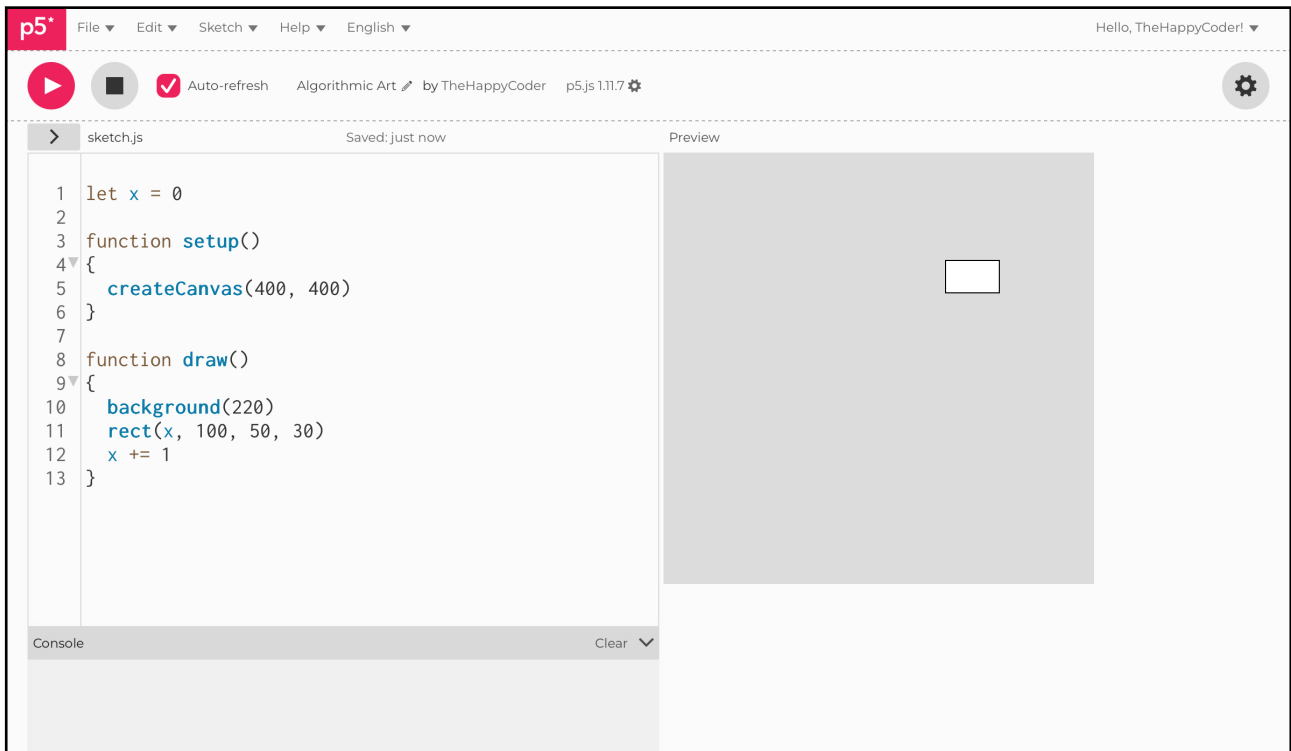 p5* File Edit Sketch Help English Hello, TheHappyCoder!
Auto-refresh Algorithmic Art by TheHappyCoder p5.js 1.11.7
sketch.js Saved: just now Preview
1 let x = 0
2
3 function setup()
4 {
5 createCanvas(400, 400)
6 }
7
8 function draw()
9 {
10 background(220)
11 rect(x, 100, 50, 30)
12 x += 1
13 }
Console Clear